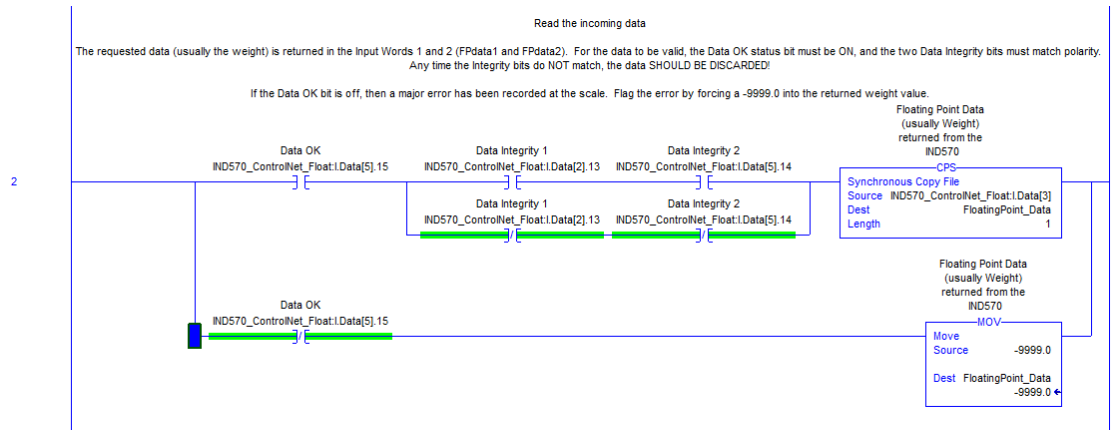 Read the incoming data
The requested data (usually the weight) is returned in the Input Words 1 and 2 (FPdata1 and FPdata2).  For the data to be valid, the Data OK status bit must be ON, and the two Data Integrity bits must match polarity.
Any time the Integrity bits do NOT match, the data SHOULD BE DISCARDED!
If the Data OK bit is off, then a major error has been recorded at the scale.  Flag the error by forcing a -9999.0 into the returned weight value.
Floating Point Data
(usually Weight)
returned from the
IND570
Data OK
IND570_ControlNet_Float:I.Data[5].15
Data Integrity 1
IND570_ControlNet_Float:I.Data[2].13
Data Integrity 2
IND570_ControlNet_Float:I.Data[5].14
2
CPS
Synchronous Copy File
Source IND570_ControlNet_Float:I.Data[3]
Dest FloatingPoint_Data
Length 1
Data Integrity 1
IND570_ControlNet_Float:I.Data[2].13
Data Integrity 2
IND570_ControlNet_Float:I.Data[5].14
Floating Point Data
(usually Weight)
returned from the
IND570
Data OK
IND570_ControlNet_Float:I.Data[5].15
MOV
Move
Source -9999.0
Dest FloatingPoint_Data
-9999.0